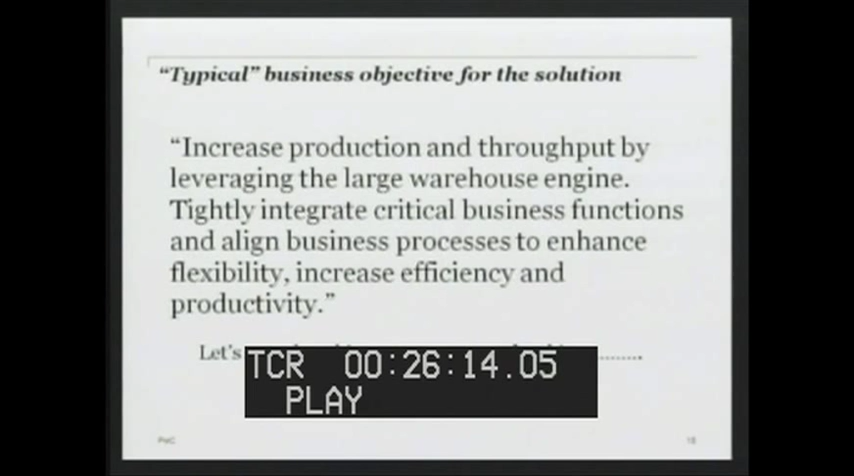 “Typical” business objective for the solution
“Increase production and throughput by
leveraging the large warehouse engine.
Tightly integrate critical business functions
and align business processes to enhance
flexibility, increase efficiency and
productivity.”
Let's
TCR 00:26:14.05
PLAY
PwC
18